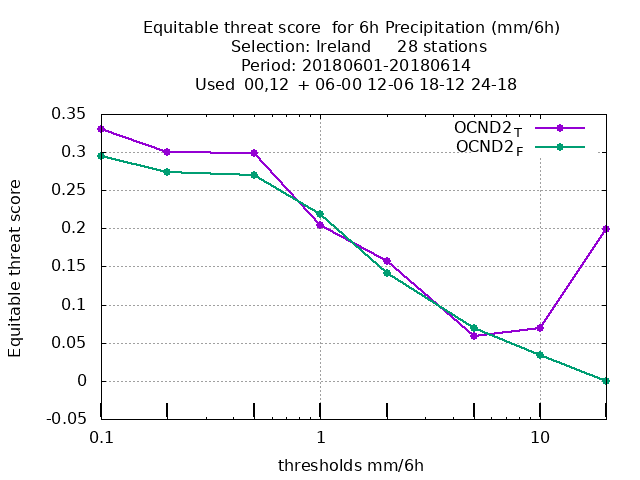 Equitable threat score  for 6h Precipitation (mm/6h)
Selection: Ireland     28 stations
Period: 20180601-20180614
Used  00,12  + 06-00 12-06 18-12 24-18
OCND2T
OCND2F
0.35
0.3
0.25
0.2
0.15
0.1
0.05
0
-0.05
Equitable threat score
0.1
1
10
thresholds mm/6h